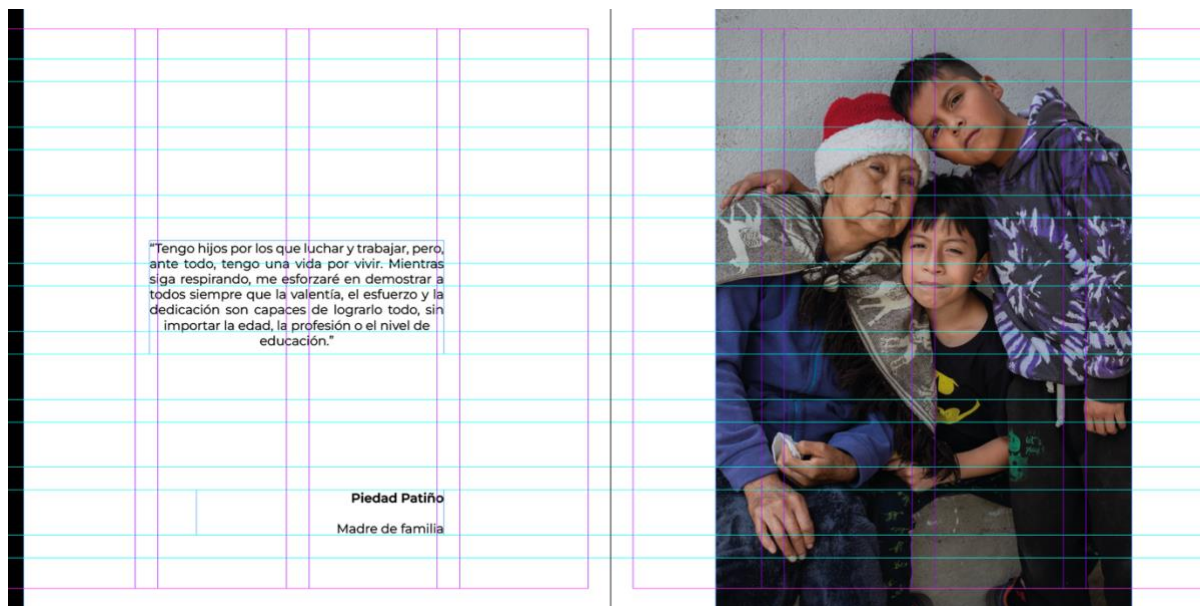 “Tengo hijos por los que luchar y trabajar, pero,
ante todo, tengo una vida por vivir. Mientras
siga respirando, me esforzaré en demostrar a
todos siempre que la valentía, el esfuerzo y la
dedicación son capaces de lograrlo todo, sin
importar la edad, la profesión o el nivel de
educación.”
Piedad Patiño
Madre de familia